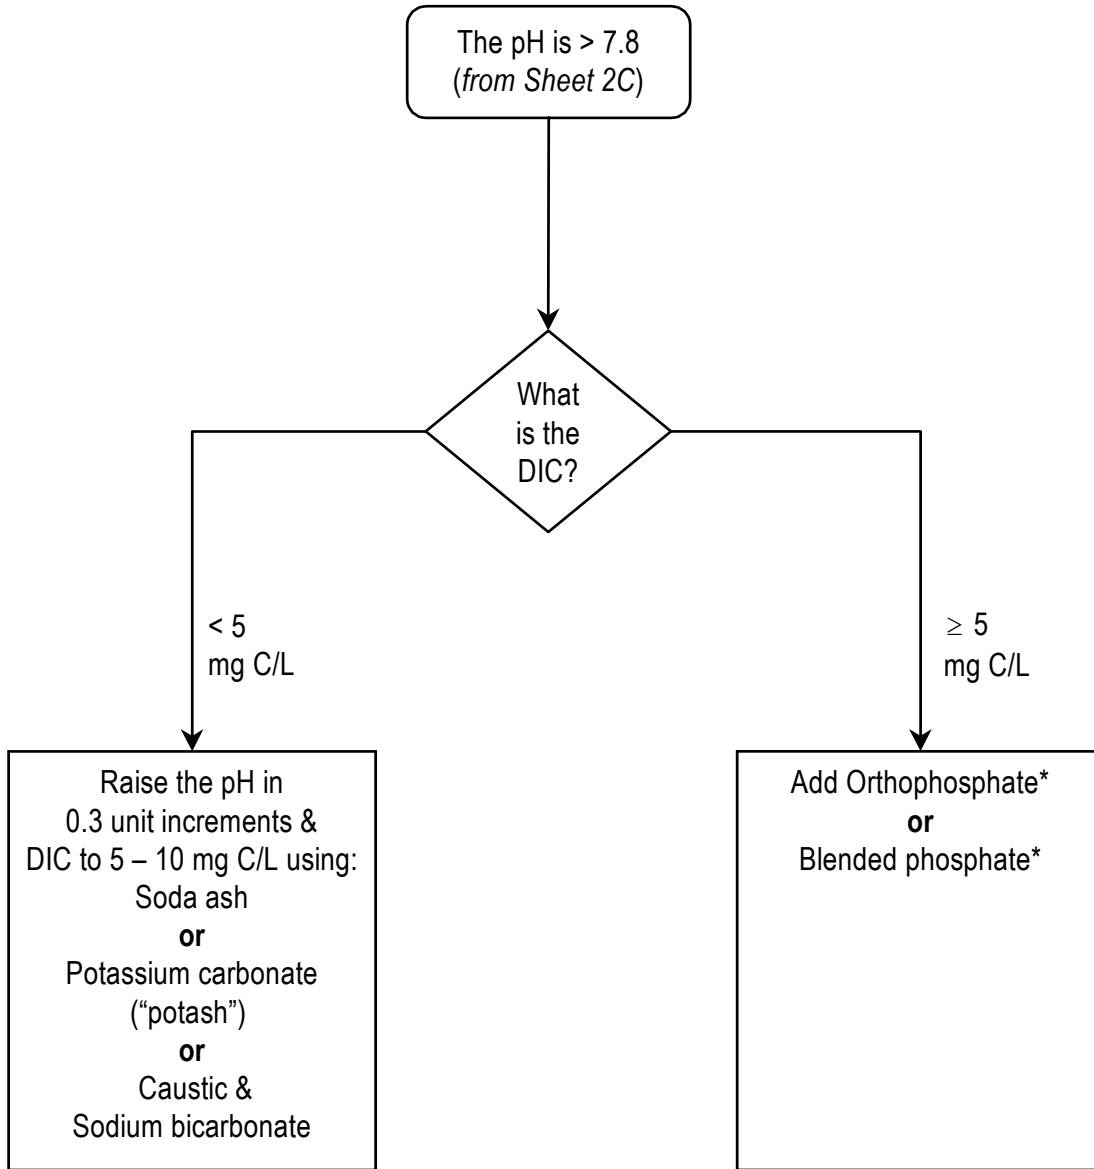 The pH is > 7.8
(from Sheet 2C)
What
is the
DIC?
< 5
mg C/L
≥ 5
mg C/L
Raise the pH in
0.3 unit increments &
DIC to 5 – 10 mg C/L using:
Soda ash
or
Potassium carbonate
(“potash”)
or
Caustic &
Sodium bicarbonate
Add Orthophosphate*
or
Blended phosphate*